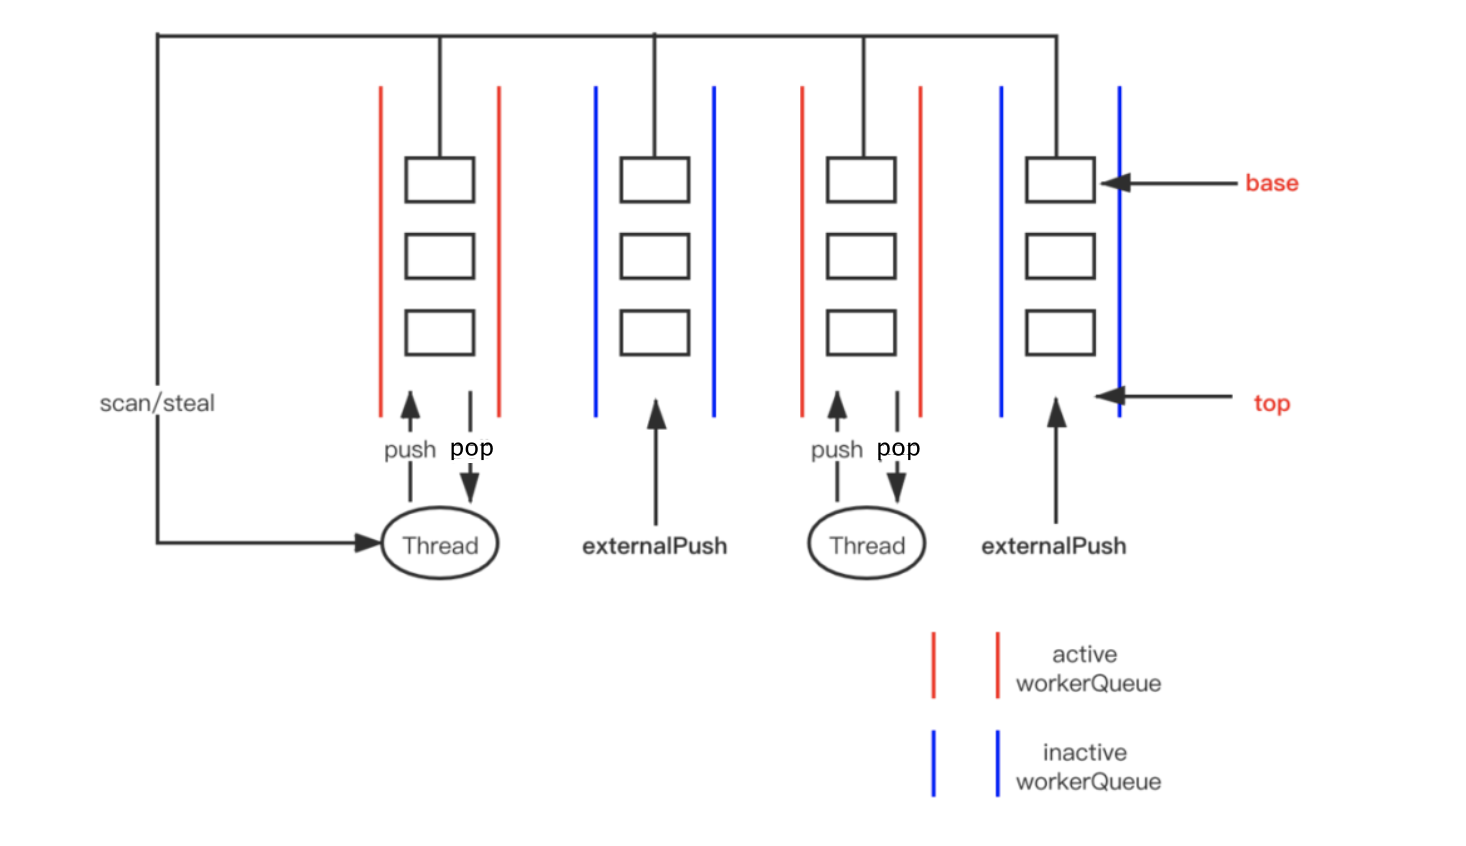 base
scan/steal
top
push
pop
push
pop
Thread
externalPush
Thread
externalPush
active
workerQueue
inactive
workerQueue